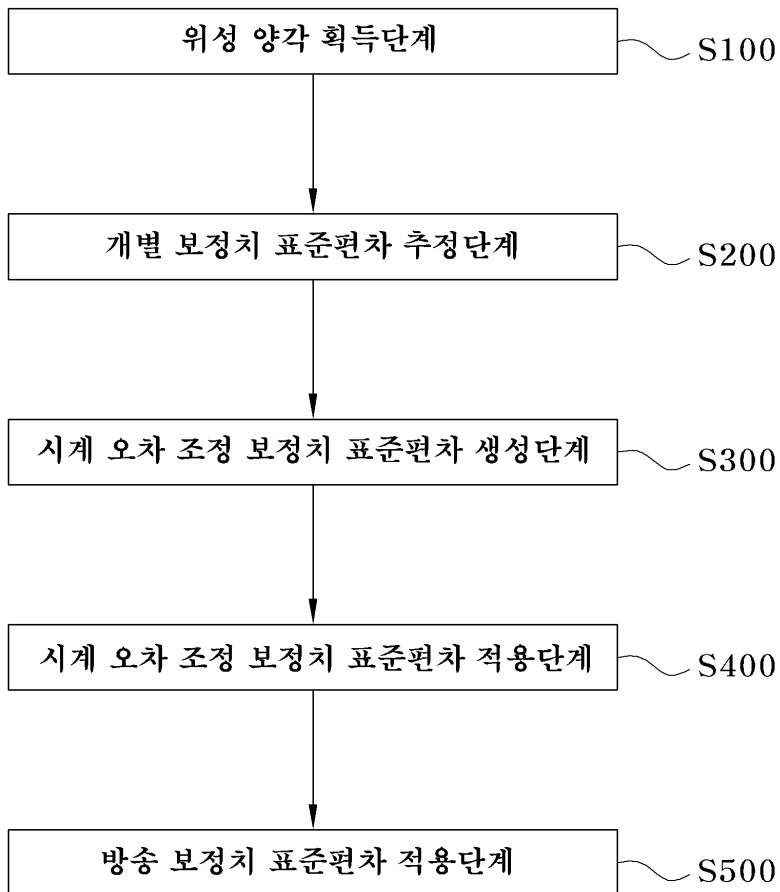 위성 양각 획득단계
S100
개별 보정치 표준편차 추정단계
S200
시계 오차 조정 보정치 표준편차 생성단계
S300
시계 오차 조정 보정치 표준편차 적용단계
S400
방송 보정치 표준편차 적용단계
S500